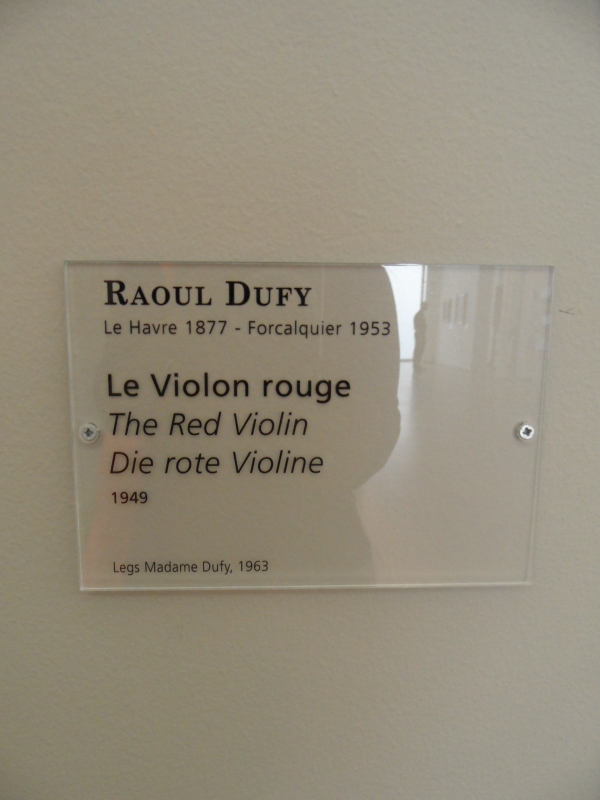 RAOUL DUFY
Le Havre 1877 - Forcalquier 1953
Le Violon rouge
The Red Violin
Die rote Violine
1949
Legs Madame Dufy, 1963